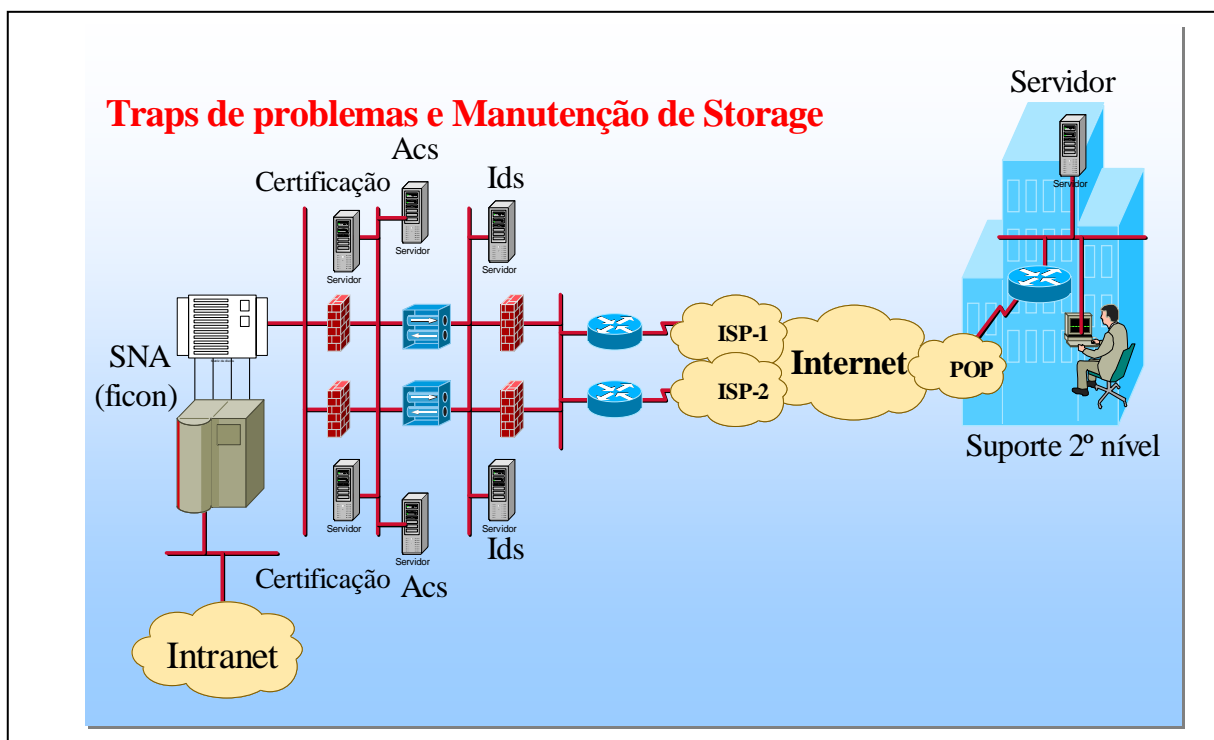 Servidor
Traps de problemas e Manutenção de Storage
Acs
Certificação
Ids
Servidor
Servidor
Servidor
SNA
(ficon)
ISP-1
Internet
POP
ISP-2
Suporte 2º nível
Servidor
Servidor
Servidor
Ids
Certificação
Acs
Intranet